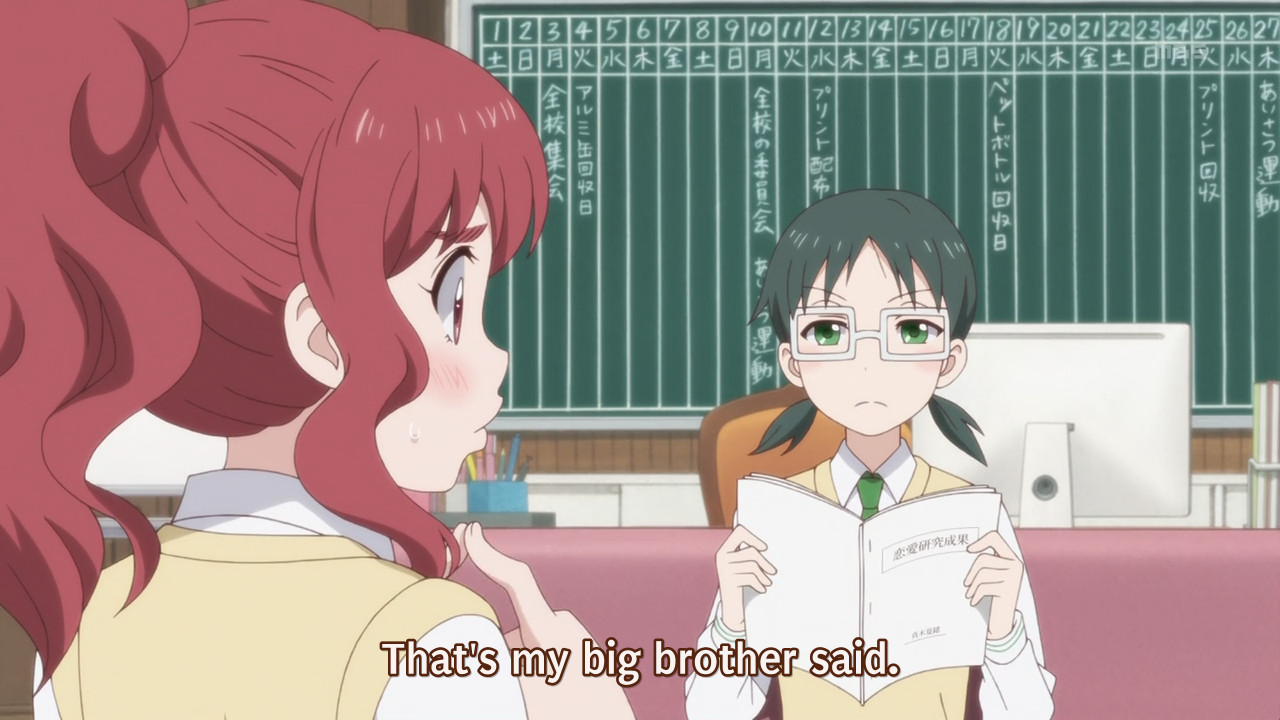 1 2 3 4 5 6 7 8 9 10 11 12 13 14 15 16 17 18 19 20 21 22 23 24 25 26 27
土 日 月 火 水 木 金 土 日 月 火 水 木 金 土 日 月 火 水 木 金 土 日 月 火 水 木
全校集会
アルミ缶回収日
全校の委員会
運動
プリント配布
ペットボトル回収日
プリント回収
あいさつ運動
恋愛研究成果
真木夏緒
That's my big brother said.